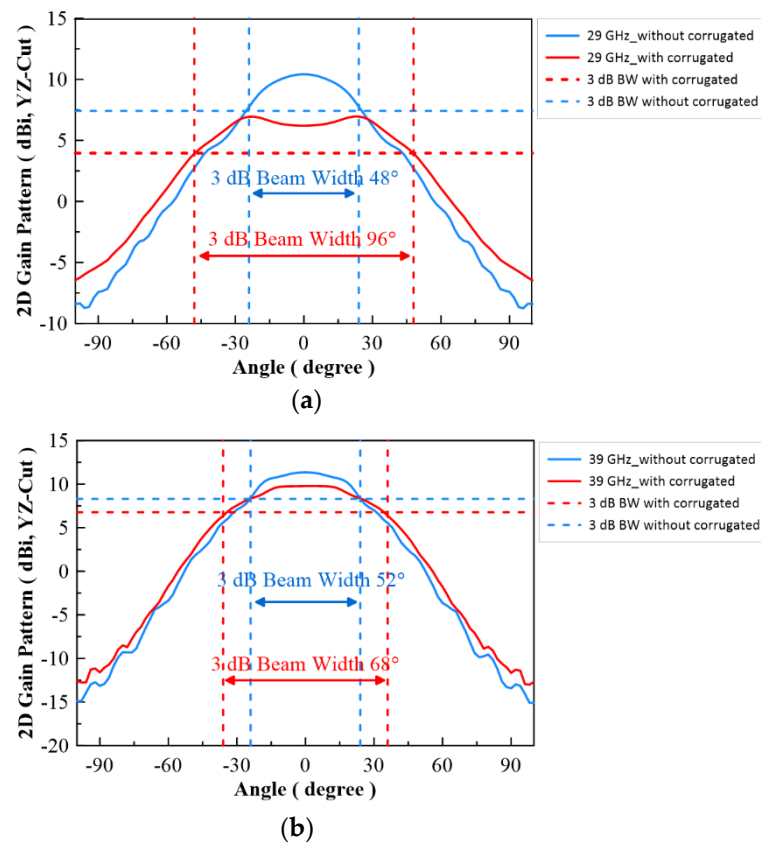 15
10
5
0
-5
-10
2D Gain Pattern ( dBi, YZ-Cut)
3 dB Beam Width 48°
3 dB Beam Width 96°
-90 -60 -30 0 30 60 90
Angle ( degree )
29 GHz_without corrugated
29 GHz_with corrugated
3 dB BW with corrugated
3 dB BW without corrugated
(a)
15
10
5
0
-5
-10
-15
-20
2D Gain Pattern ( dBi, YZ-Cut)
3 dB Beam Width 52°
3 dB Beam Width 68°
-90 -60 -30 0 30 60 90
Angle ( degree )
39 GHz_without corrugated
39 GHz_with corrugated
3 dB BW with corrugated
3 dB BW without corrugated
(b)